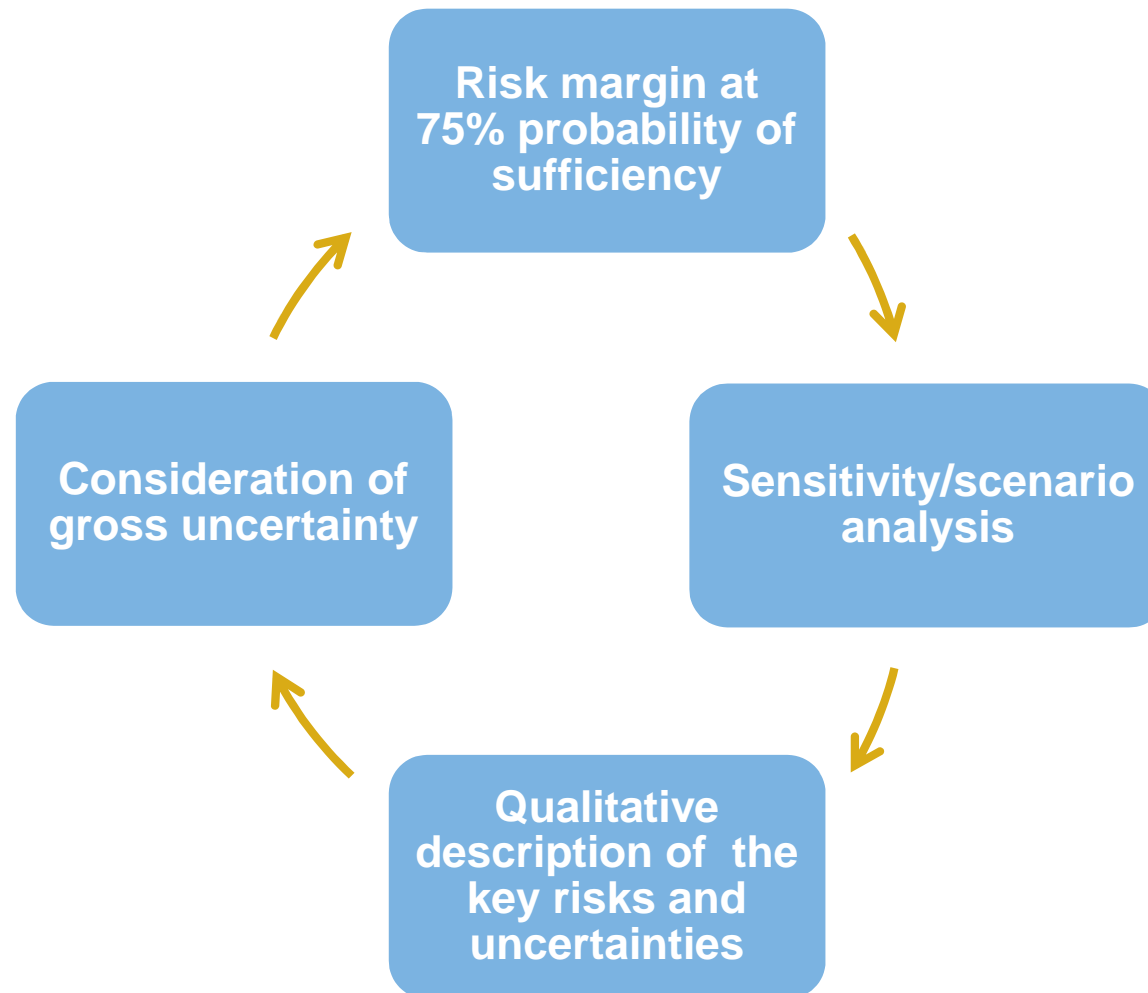 Risk margin at
75% probability of
sufficiency
Consideration of
gross uncertainty
Sensitivity/scenario
analysis
Qualitative
description of  the
key risks and
uncertainties